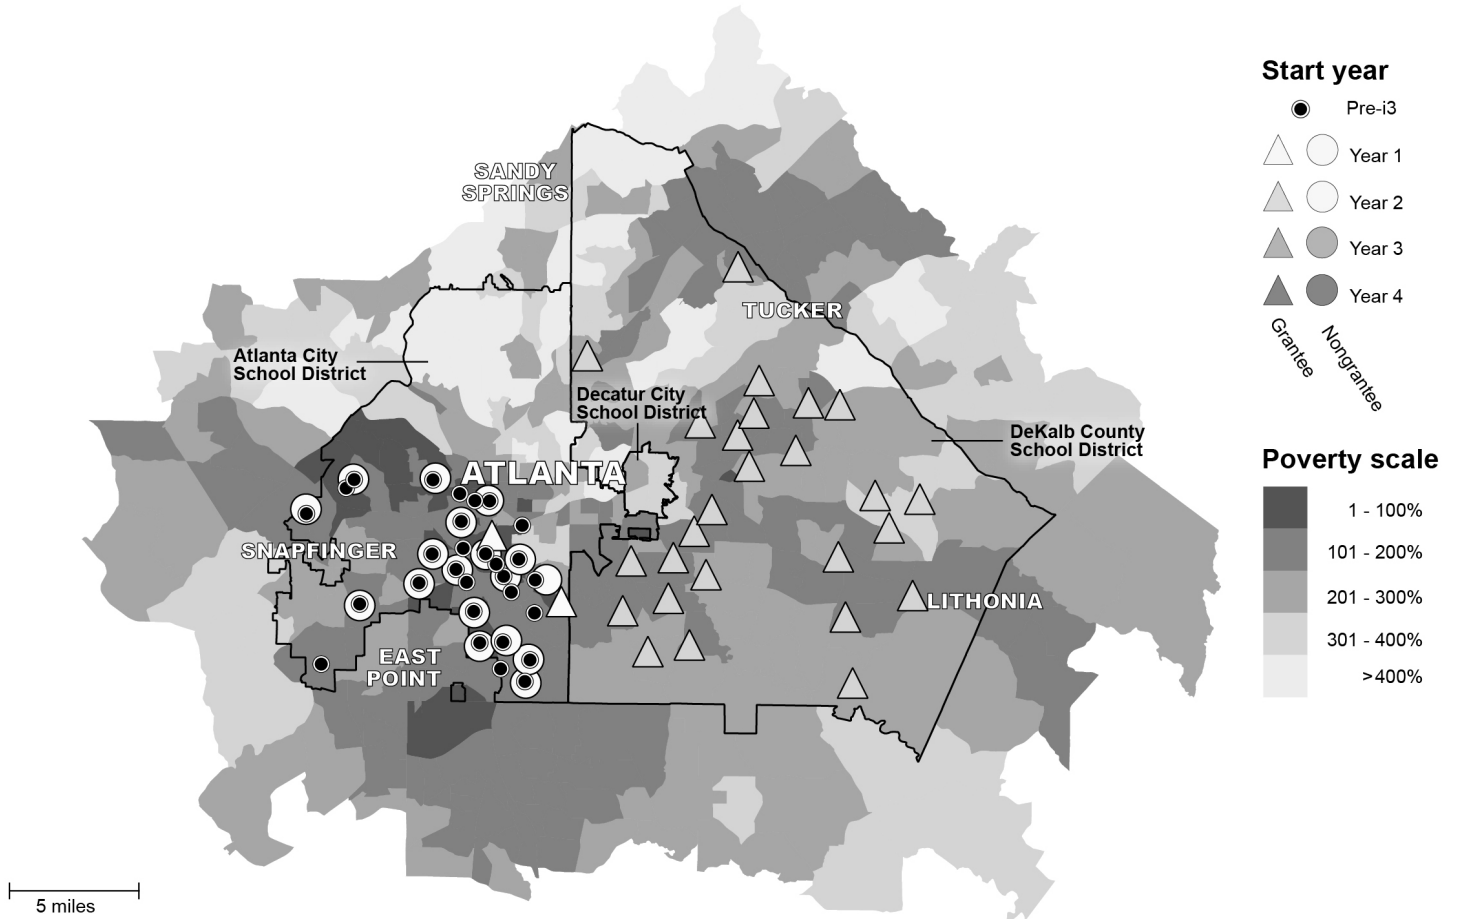 Start year
Pre-i3
Year 1
Year 2
Year 3
Year 4
Grantee
Nongrantee
SANDY
SPRINGS
TUCKER
Atlanta City
School District
Decatur City
School District
DeKalb County
School District
ATLANTA
SNAPFINGER
LITHONIA
EAST
POINT
Poverty scale
1 - 100%
101 - 200%
201 - 300%
301 - 400%
>400%
5 miles